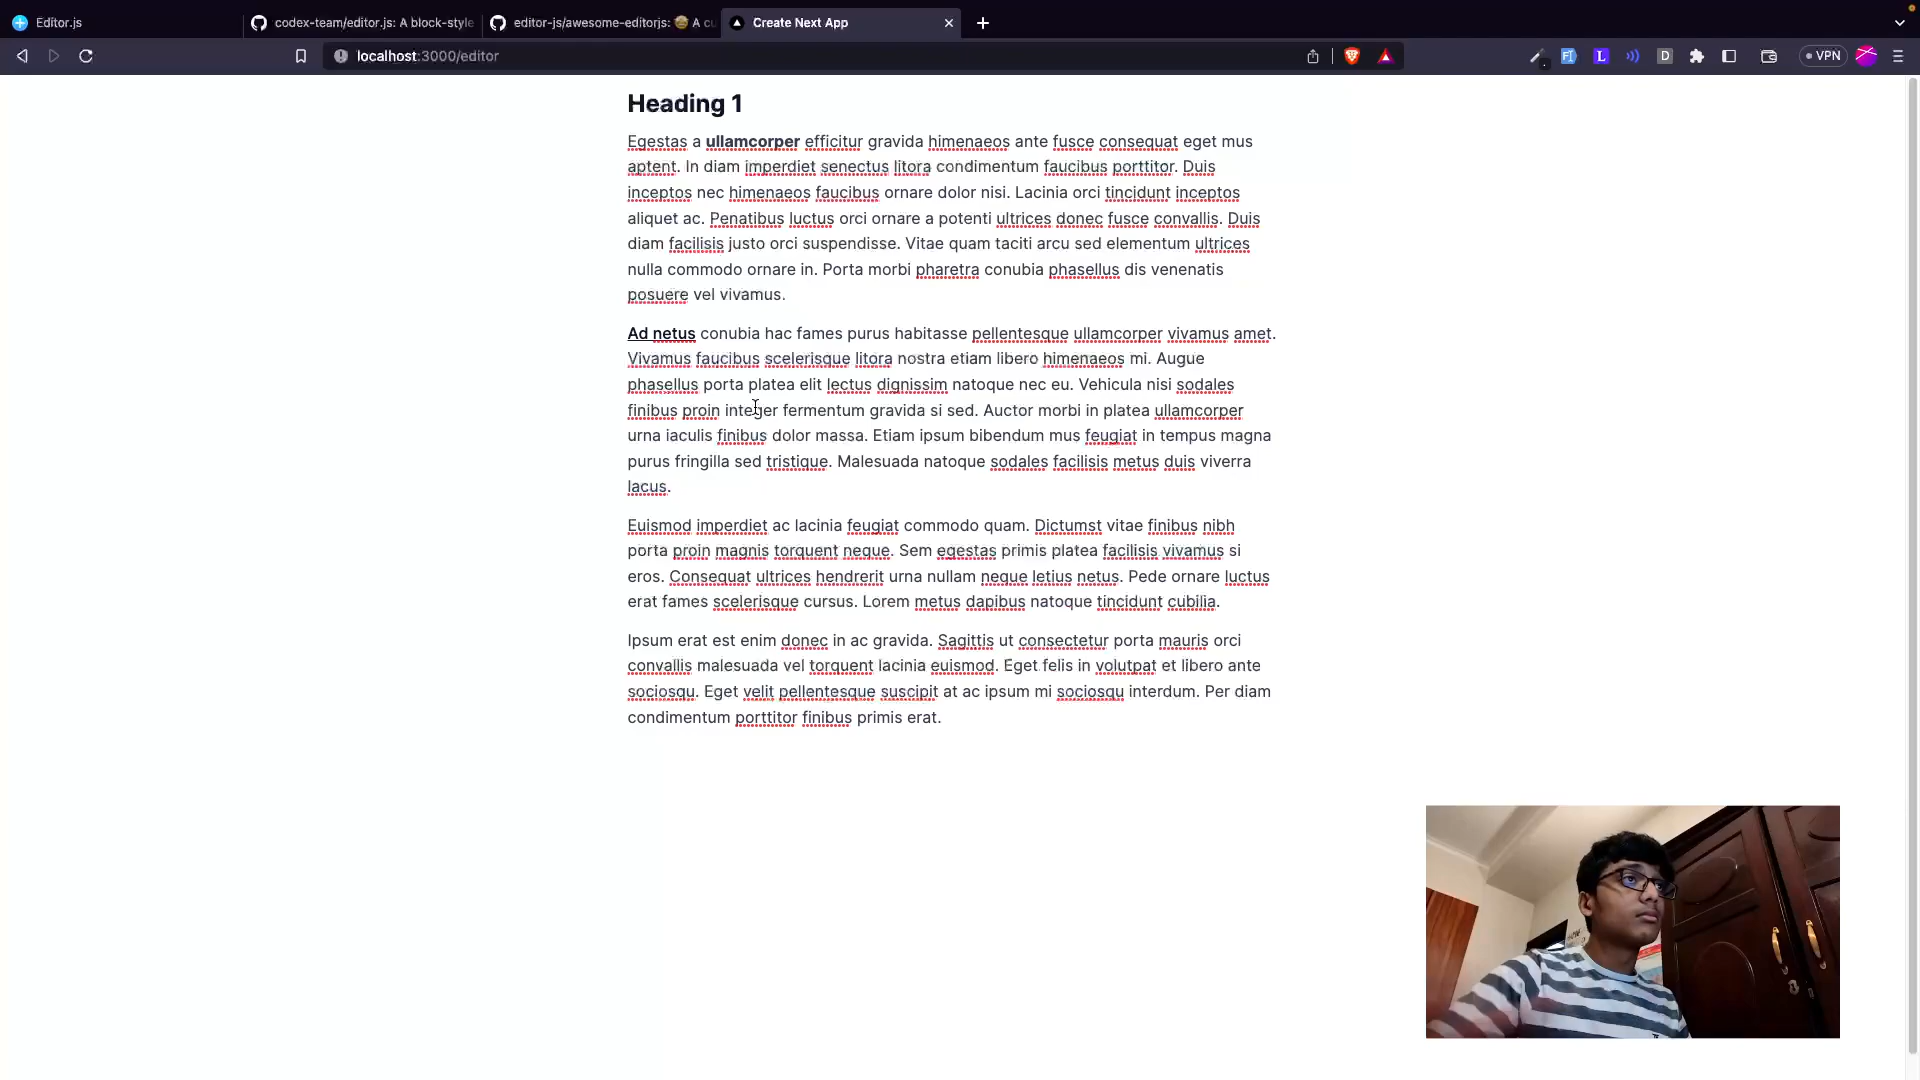 Editor.js
codex-team/editor.js: A block-style
editor-js/awesome-editorjs: 😎 A cu
Create Next App
localhost:3000/editor
VPN
Heading 1
Egestas a ullamcorper efficitur gravida himenaeos ante fusce consequat eget mus
aptent. In diam imperdiet senectus litora condimentum faucibus porttitor. Duis
inceptos nec himenaeos faucibus ornare dolor nisi. Lacinia orci tincidunt inceptos
aliquet ac. Penatibus luctus orci ornare a potenti ultrices donec fusce convallis. Duis
diam facilisis justo orci suspendisse. Vitae quam taciti arcu sed elementum ultrices
nulla commodo ornare in. Porta morbi pharetra conubia phasellus dis venenatis
posuere vel vivamus.
Ad netus conubia hac fames purus habitasse pellentesque ullamcorper vivamus amet.
Vivamus faucibus scelerisque litora nostra etiam libero himenaeos mi. Augue
phasellus porta platea elit lectus dignissim natoque nec eu. Vehicula nisi sodales
finibus proin integer fermentum gravida si sed. Auctor morbi in platea ullamcorper
urna iaculis finibus dolor massa. Etiam ipsum bibendum mus feugiat in tempus magna
purus fringilla sed tristique. Malesuada natoque sodales facilisis metus duis viverra
lacus.
Euismod imperdiet ac lacinia feugiat commodo quam. Dictumst vitae finibus nibh
porta proin magnis torquent neque. Sem egestas primis platea facilisis vivamus si
eros. Consequat ultrices hendrerit urna nullam neque letius netus. Pede ornare luctus
erat fames scelerisque cursus. Lorem metus dapibus natoque tincidunt cubilia.
Ipsum erat est enim donec in ac gravida. Sagittis ut consectetur porta mauris orci
convallis malesuada vel torquent lacinia euismod. Eget felis in volutpat et libero ante
sociosqu. Eget velit pellentesque suscipit at ac ipsum mi sociosqu interdum. Per diam
condimentum porttitor finibus primis erat.